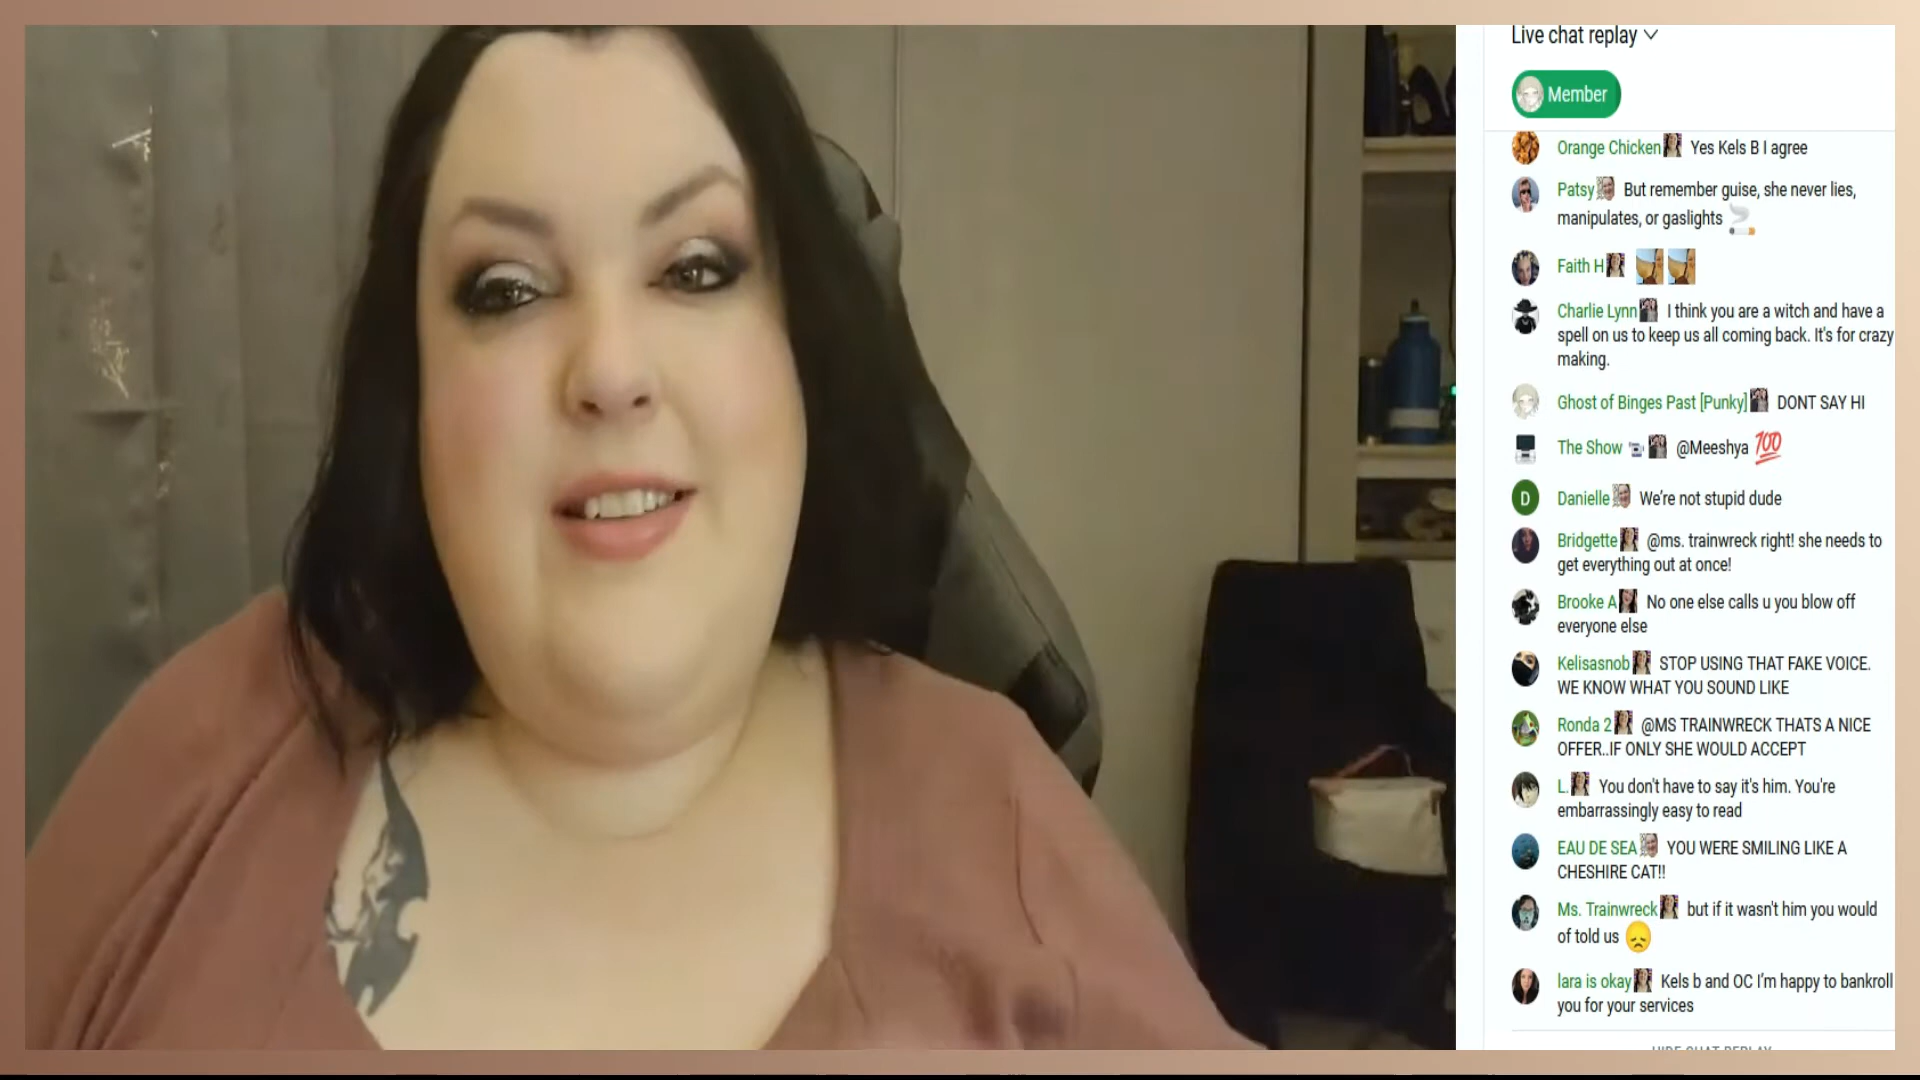 Live chat replay
Member
Orange Chicken Yes Kels B I agree
Patsy But remember guise, she never lies,
manipulates, or gaslights
Faith H
Charlie Lynn I think you are a witch and have a
spell on us to keep us all coming back. It's for crazy
making.
Ghost of Binges Past [Punky] DONT SAY HI
The Show @Meeshya 100
D Danielle We're not stupid dude
Bridgette @ms. trainwreck right! she needs to
get everything out at once!
Brooke A No one else calls u you blow off
everyone else
Kelisasnob STOP USING THAT FAKE VOICE.
WE KNOW WHAT YOU SOUND LIKE
Ronda 2 @MS TRAINWRECK THATS A NICE
OFFER..IF ONLY SHE WOULD ACCEPT
L. You don't have to say it's him. You're
embarrassingly easy to read
EAU DE SEA YOU WERE SMILING LIKE A
CHESHIRE CAT!!
Ms. Trainwreck but if it wasn't him you would
of told us
lara is okay Kels b and OC I'm happy to bankroll
you for your services
HIDE CHAT REPLAY